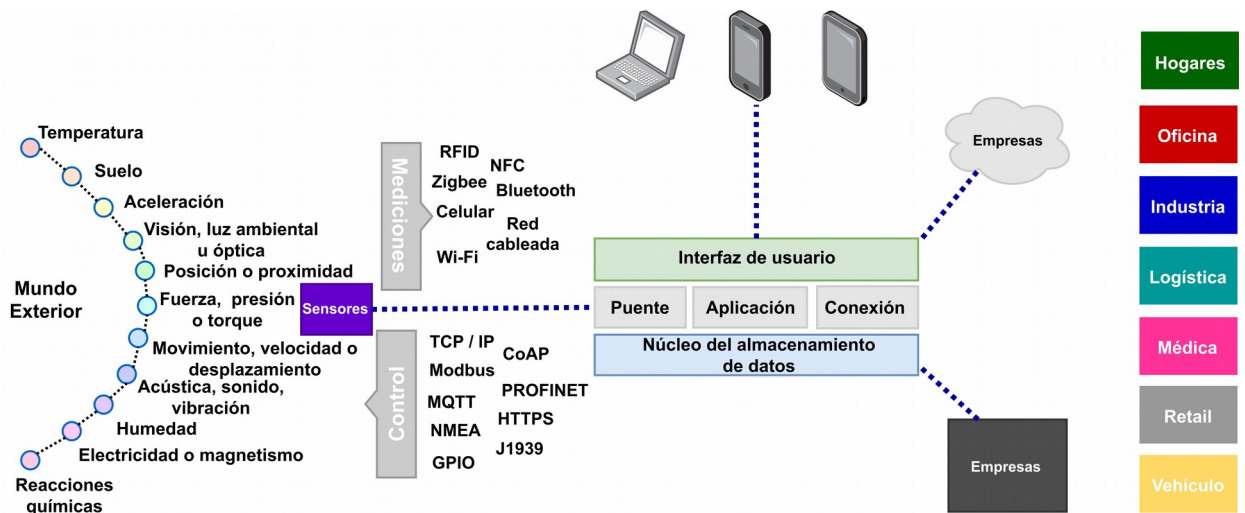 Temperatura
Suelo
Aceleración
Visión, luz ambiental
u óptica
Posición o proximidad
Mundo
Exterior
Fuerza, presión
o torque
Movimiento, velocidad o
desplazamiento
Acústica, sonido,
vibración
Humedad
Electricidad o magnetismo
Reacciones
químicas
Sensores
Mediciones
RFID
NFC
Zigbee
Bluetooth
Celular
Red
cableada
Wi-Fi
Control
TCP / IP
CoAP
Modbus
PROFINET
MQTT
HTTPS
NMEA
J1939
GPIO
Interfaz de usuario
Puente
Aplicación
Conexión
Núcleo del almacenamiento
de datos
Empresas
Empresas
Hogares
Oficina
Industria
Logística
Médica
Retail
Vehículo